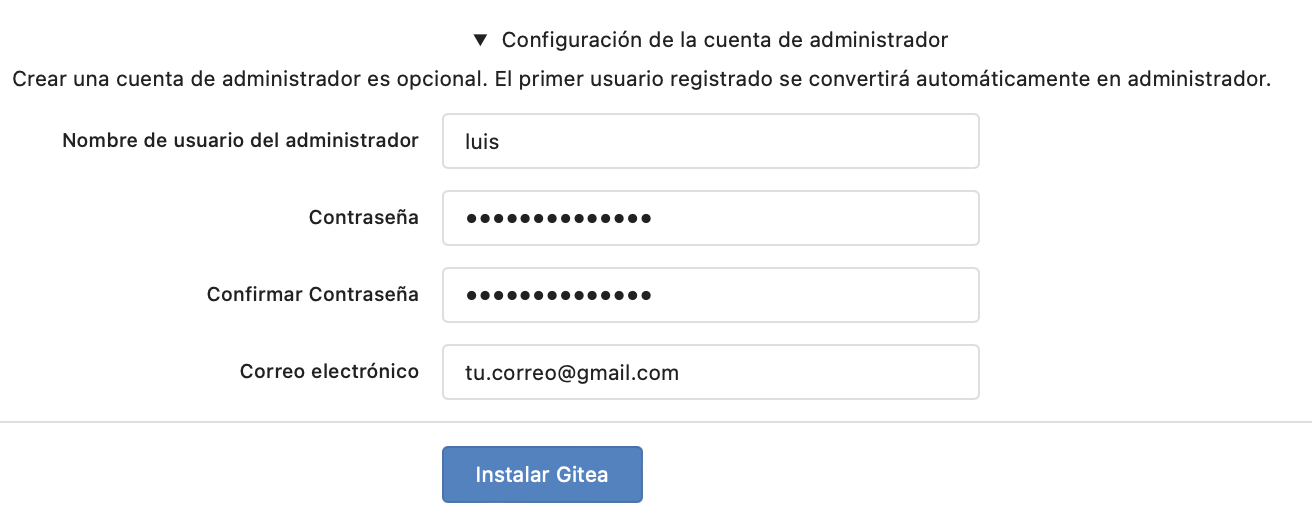 ▼ Configuración de la cuenta de administrador
Crear una cuenta de administrador es opcional. El primer usuario registrado se convertirá automáticamente en administrador.
Nombre de usuario del administrador luis
Contraseña ••••••••••••••
Confirmar Contraseña ••••••••••••••
Correo electrónico tu.correo@gmail.com
Instalar Gitea